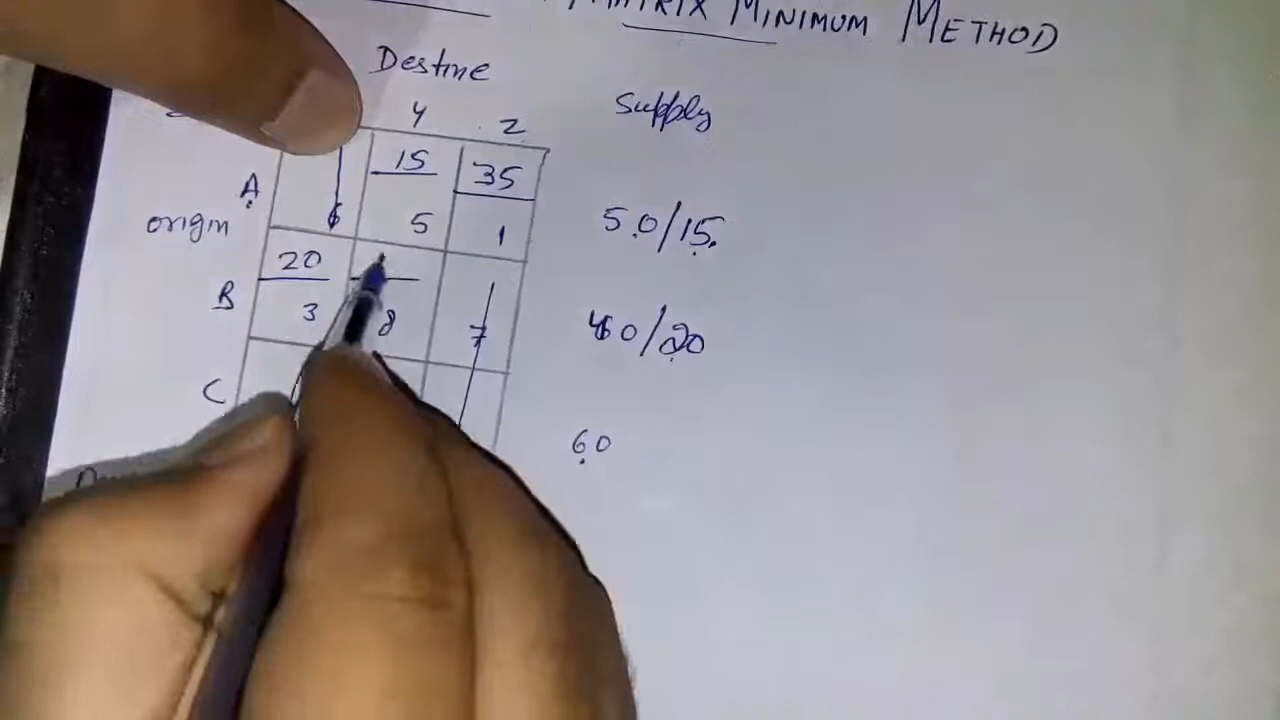 MATRIX MINIMUM METHOD
Destine
Supply
Y Z
15 35
A 6 5 1 50/15
origin
20
B 3 8 7 40/20
C 60